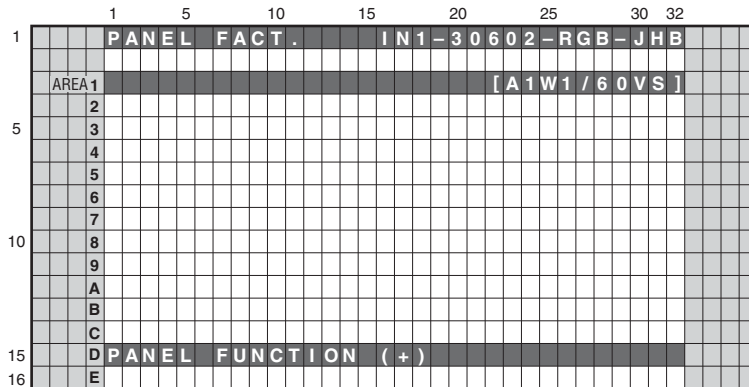 1 5 10 15 20 25 30 32
1 PANEL FACT. IN1–30602–RGB–JHB
AREA 1 [A1W1/60VS]
2
5 3
4
5
6
7
10 8
9
A
B
C
15 D PANEL FUNCTION (+)
16 E